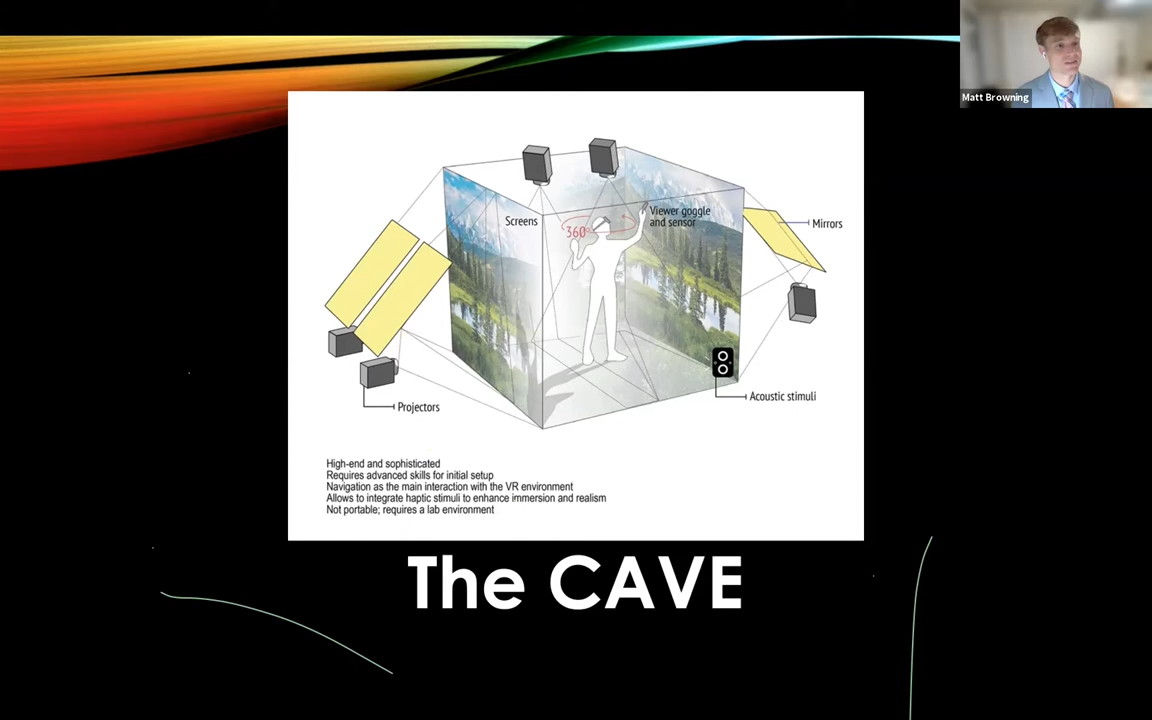 Matt Browning
Screens
360°
Viewer goggle
and sensor
Mirrors
Acoustic stimuli
Projectors
High-end and sophisticated
Requires advanced skills for initial setup
Navigation as the main interaction with the VR environment
Allows to integrate haptic stimuli to enhance immersion and realism
Not portable; requires a lab environment
The CAVE